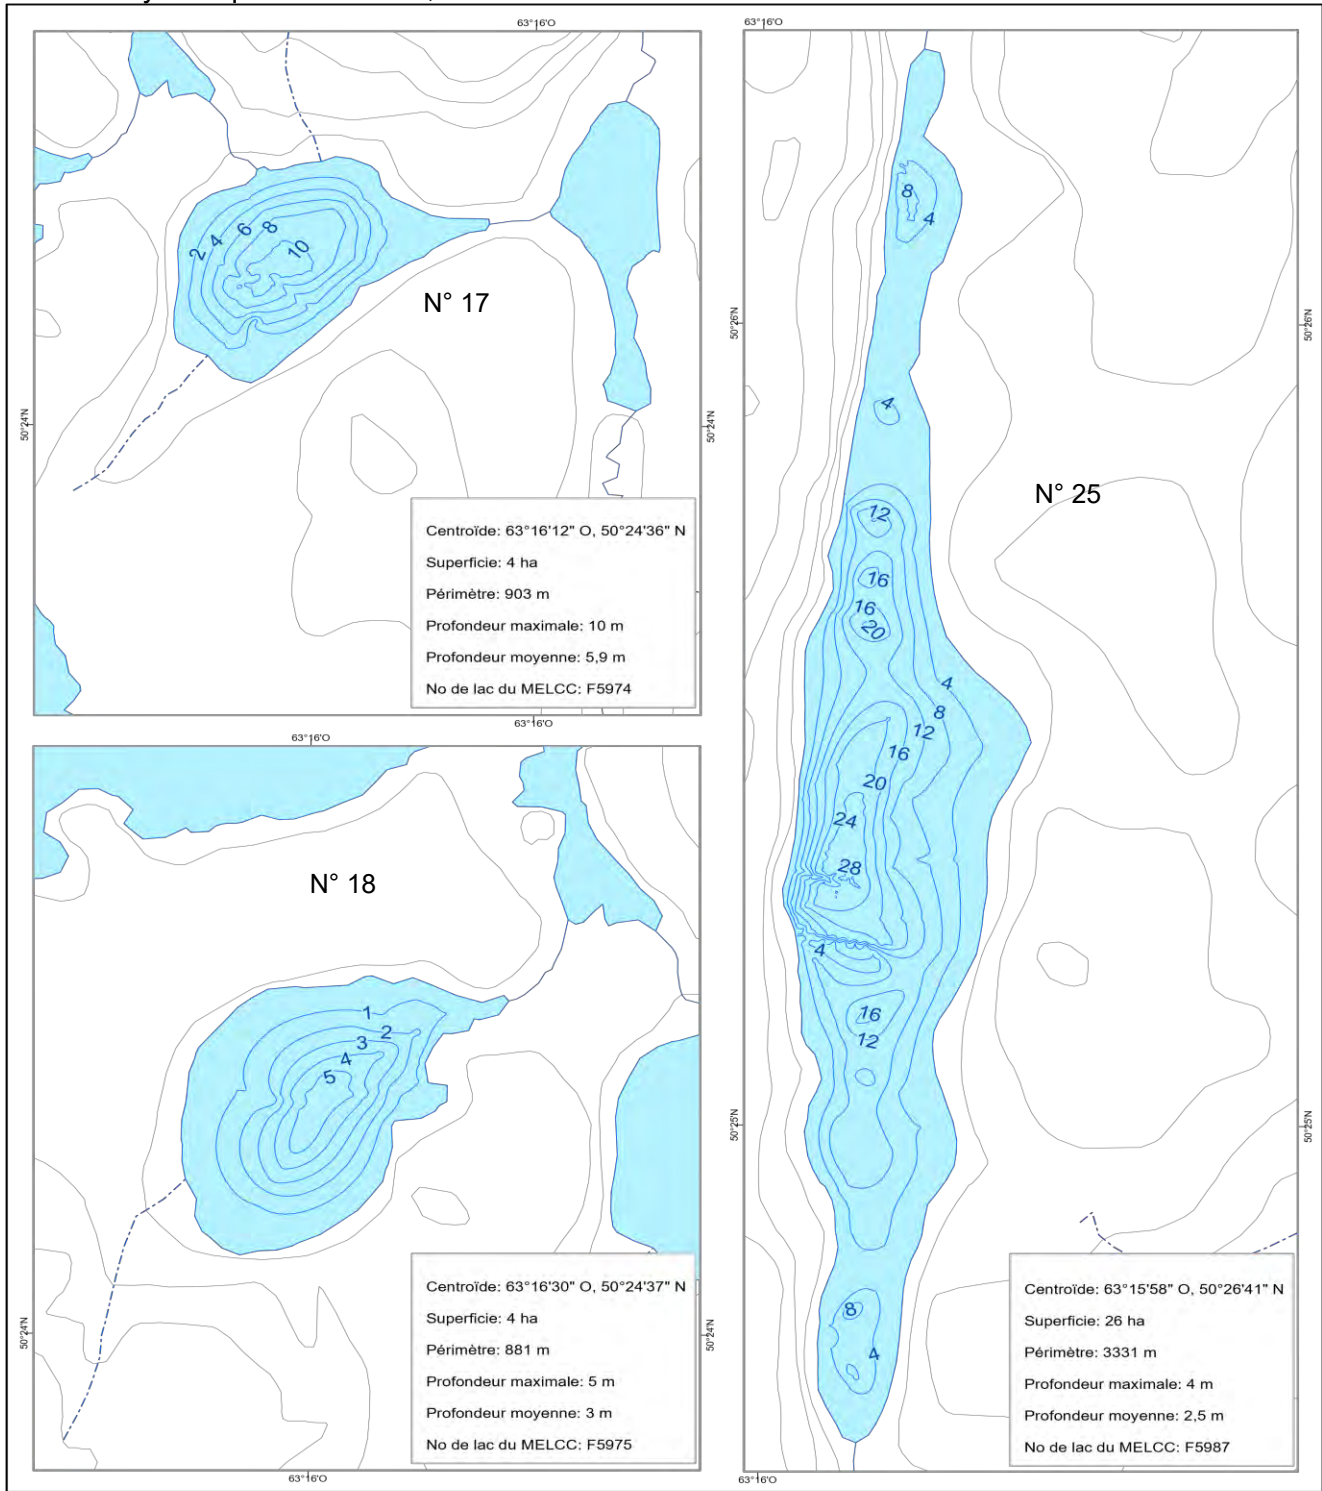 63°16'O
63°16'O
2
4
6
8
10
N° 17
50°24'N
50°24'N
Centroïde: 63°16'12" O, 50°24'36" N
Superficie: 4 ha
Périmètre: 903 m
Profondeur maximale: 10 m
Profondeur moyenne: 5,9 m
No de lac du MELCC: F5974
63°16'O
63°16'O
N° 18
1
2
3
4
5
50°24'N
50°24'N
Centroïde: 63°16'30" O, 50°24'37" N
Superficie: 4 ha
Périmètre: 881 m
Profondeur maximale: 5 m
Profondeur moyenne: 3 m
No de lac du MELCC: F5975
63°16'O
8
4
50°26'N
50°26'N
4
N° 25
12
16
16
20
4
8
12
16
20
24
28
4
16
12
50°25'N
50°25'N
8
4
Centroïde: 63°15'58" O, 50°26'41" N
Superficie: 26 ha
Périmètre: 3331 m
Profondeur maximale: 4 m
Profondeur moyenne: 2,5 m
No de lac du MELCC: F5987
63°16'O